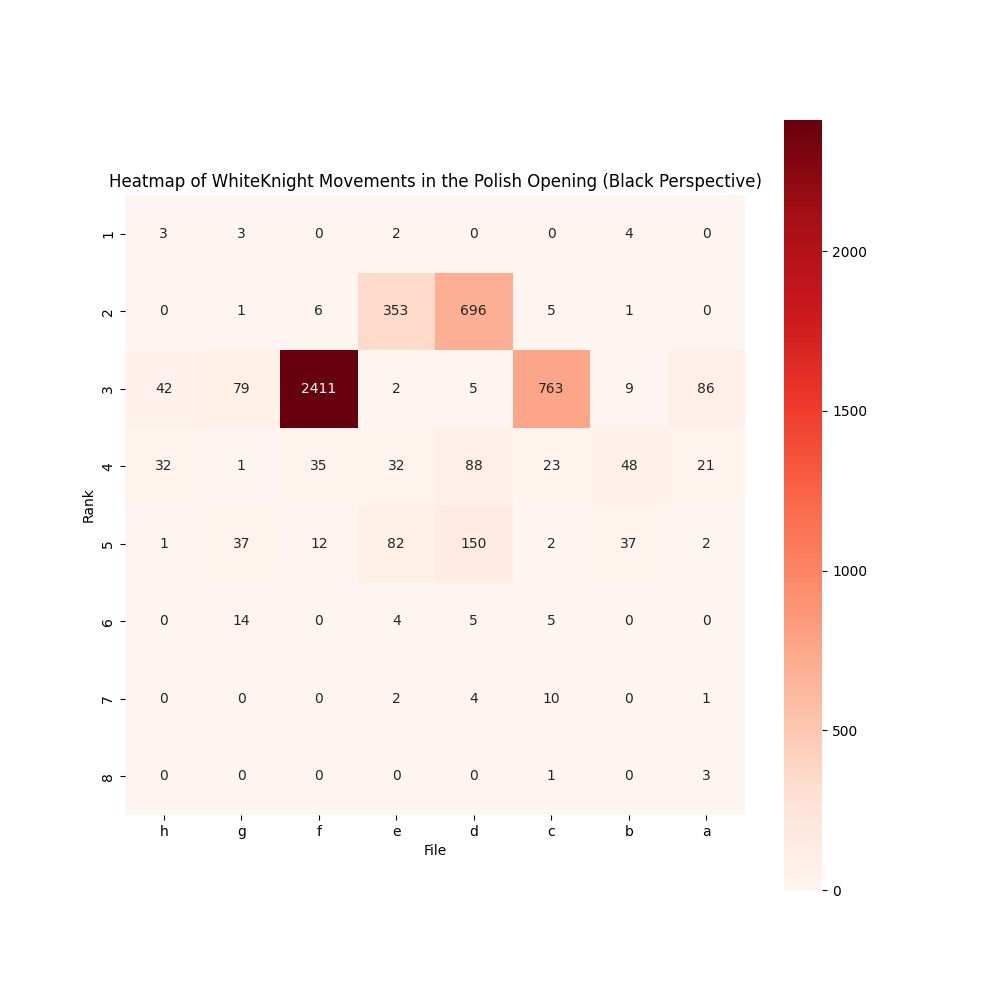 Heatmap of WhiteKnight Movements in the Polish Opening (Black Perspective)
1 3 3 0 2 0 0 4 0
2 0 1 6 353 696 5 1 0
3 42 79 2411 2 5 763 9 86
4 32 1 35 32 88 23 48 21
5 1 37 12 82 150 2 37 2
6 0 14 0 4 5 5 0 0
7 0 0 0 2 4 10 0 1
8 0 0 0 0 0 1 0 3
h g f e d c b a
File
Rank
2000
1500
1000
500
0